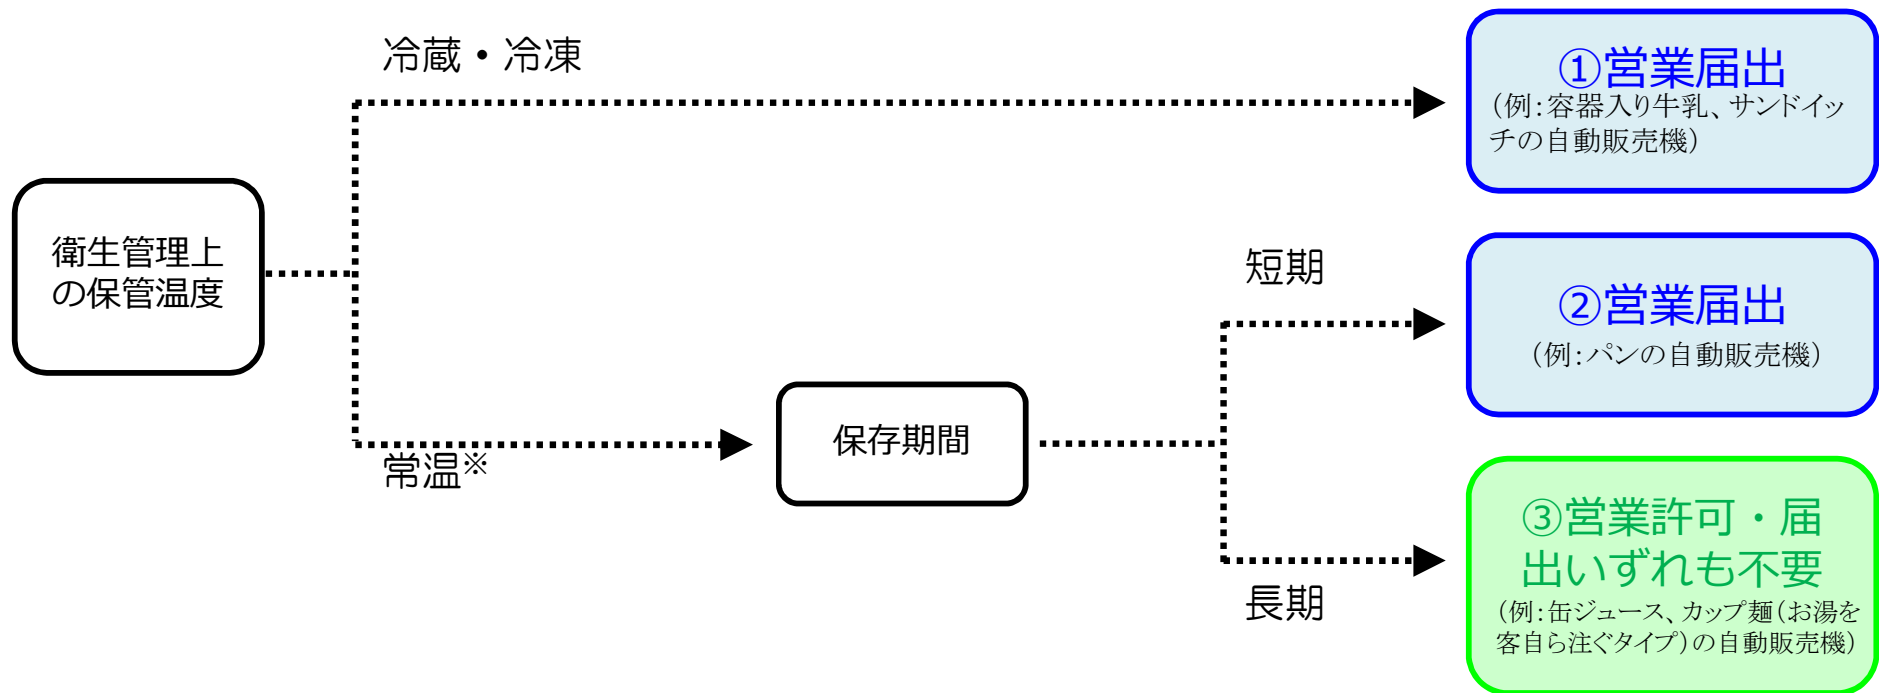 冷蔵・冷凍
①営業届出
（例：容器入り牛乳、サンドイッ
チの自動販売機）
衛生管理上
の保管温度
短期
②営業届出
（例：パンの自動販売機）
保存期間
常温※
長期
③営業許可・届
出いずれも不要
（例：缶ジュース、カップ麺（お湯を
客自ら注ぐタイプ）の自動販売機）